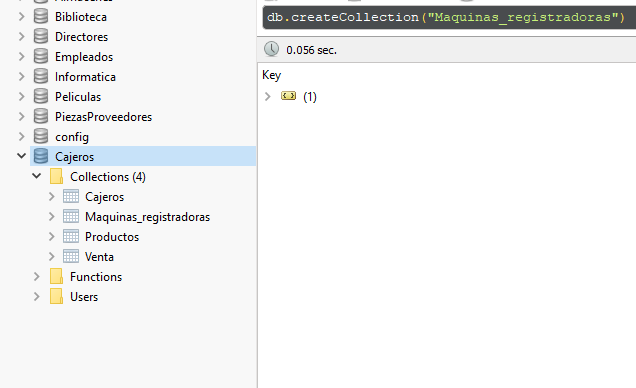 Biblioteca
Directores
Empleados
Informatica
Peliculas
PiezasProveedores
config
Cajeros
Collections (4)
Cajeros
Maquinas_registradoras
Productos
Venta
Functions
Users
db.createCollection("Maquinas_registradoras")
0.056 sec.
Key
(1)